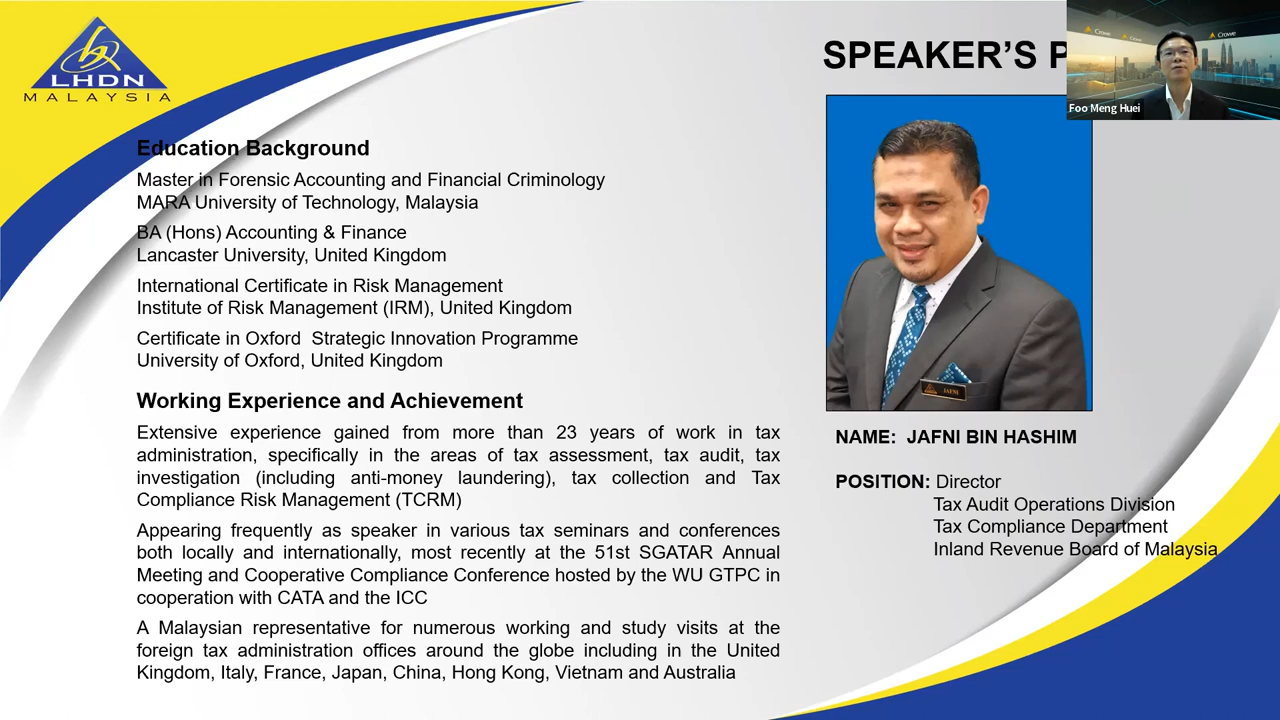 LHDN
MALAYSIA
SPEAKER'S P
Crowe
Crowe
Crowe
Foo Meng Huei
Education Background
Master in Forensic Accounting and Financial Criminology
MARA University of Technology, Malaysia
BA (Hons) Accounting & Finance
Lancaster University, United Kingdom
International Certificate in Risk Management
Institute of Risk Management (IRM), United Kingdom
Certificate in Oxford Strategic Innovation Programme
University of Oxford, United Kingdom
Working Experience and Achievement
Extensive experience gained from more than 23 years of work in tax
administration, specifically in the areas of tax assessment, tax audit, tax
investigation (including anti-money laundering), tax collection and Tax
Compliance Risk Management (TCRM)
Appearing frequently as speaker in various tax seminars and conferences
both locally and internationally, most recently at the 51st SGATAR Annual
Meeting and Cooperative Compliance Conference hosted by the WU GTPC in
cooperation with CATA and the ICC
A Malaysian representative for numerous working and study visits at the
foreign tax administration offices around the globe including in the United
Kingdom, Italy, France, Japan, China, Hong Kong, Vietnam and Australia
JAFNI
NAME: JAFNI BIN HASHIM
POSITION: Director
Tax Audit Operations Division
Tax Compliance Department
Inland Revenue Board of Malaysia